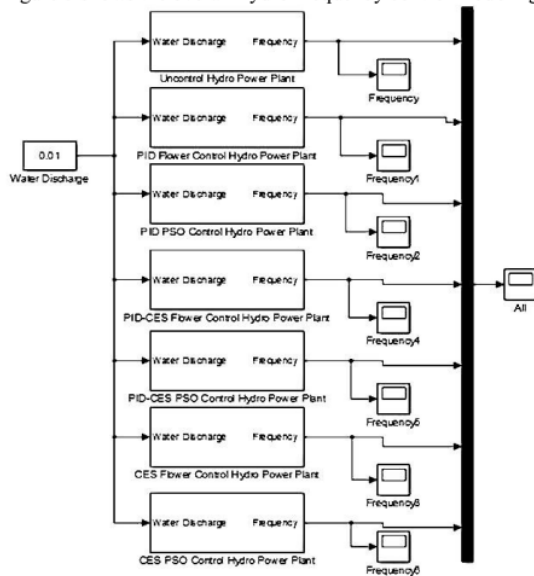 Water Discharge Frequency
Uncontrol Hydro Power Plant
Frequency
Water Discharge Frequency
PID Flower Control Hydro Power Plant
Frequency1
0.01
Water Discharge
Water Discharge Frequency
PID PSO Control Hydro Power Plant
Frequency2
Water Discharge Frequency
PID-CES Flower Control Hydro Power Plant
Frequency4
All
Water Discharge Frequency
PID-CES PSO Control Hydro Power Plant
Frequency5
Water Discharge Frequency
CES Flower Control Hydro Power Plant
Water Discharge Frequency
CES PSO Control Hydro Power Plant